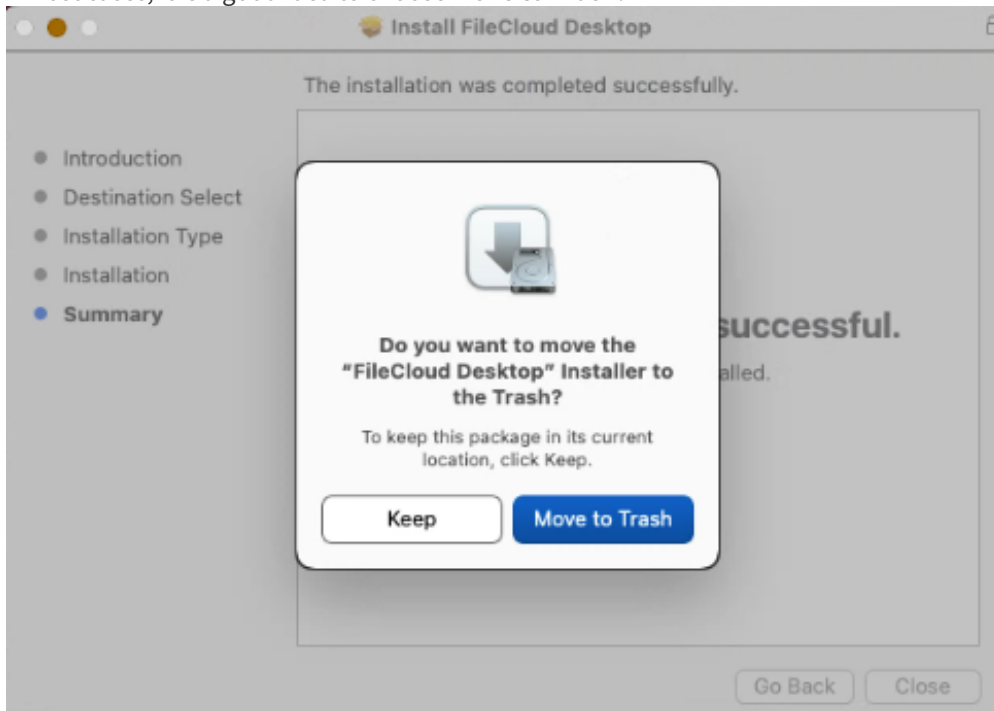 Install FileCloud Desktop
The installation was completed successfully.
Introduction
Destination Select
Installation Type
Installation
Summary
successful.
alled.
Do you want to move the
“FileCloud Desktop” Installer to
the Trash?
To keep this package in its current
location, click Keep.
Keep
Move to Trash
Go Back
Close